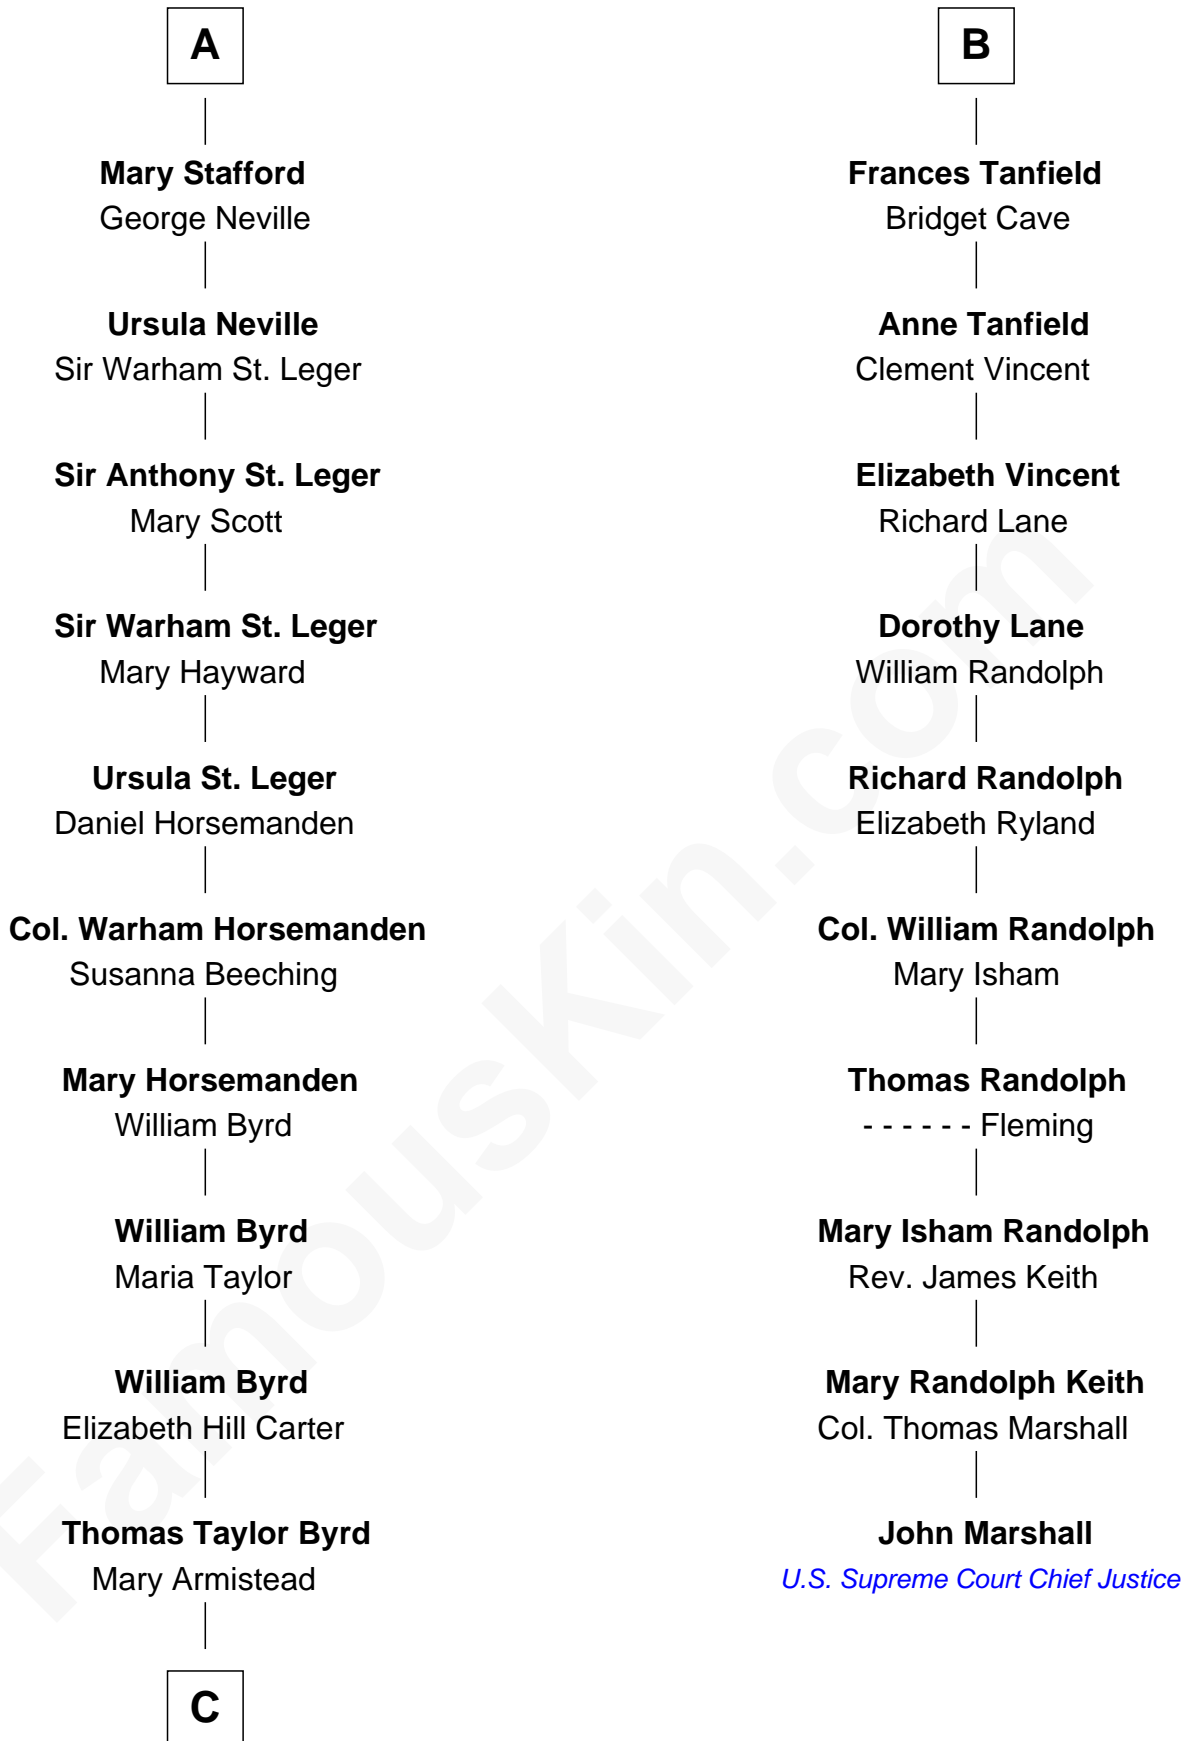 A
Mary Stafford
George Neville
Ursula Neville
Sir Warham St. Leger
Sir Anthony St. Leger
Mary Scott
Sir Warham St. Leger
Mary Hayward
Ursula St. Leger
Daniel Horsemanden
Col. Warham Horsemanden
Susanna Beeching
Mary Horsemanden
William Byrd
William Byrd
Maria Taylor
William Byrd
Elizabeth Hill Carter
Thomas Taylor Byrd
Mary Armistead
C
B
Frances Tanfield
Bridget Cave
Anne Tanfield
Clement Vincent
Elizabeth Vincent
Richard Lane
Dorothy Lane
William Randolph
Richard Randolph
Elizabeth Ryland
Col. William Randolph
Mary Isham
Thomas Randolph
- - - - - - Fleming
Mary Isham Randolph
Rev. James Keith
Mary Randolph Keith
Col. Thomas Marshall
John Marshall
U.S. Supreme Court Chief Justice
FamousKin.com